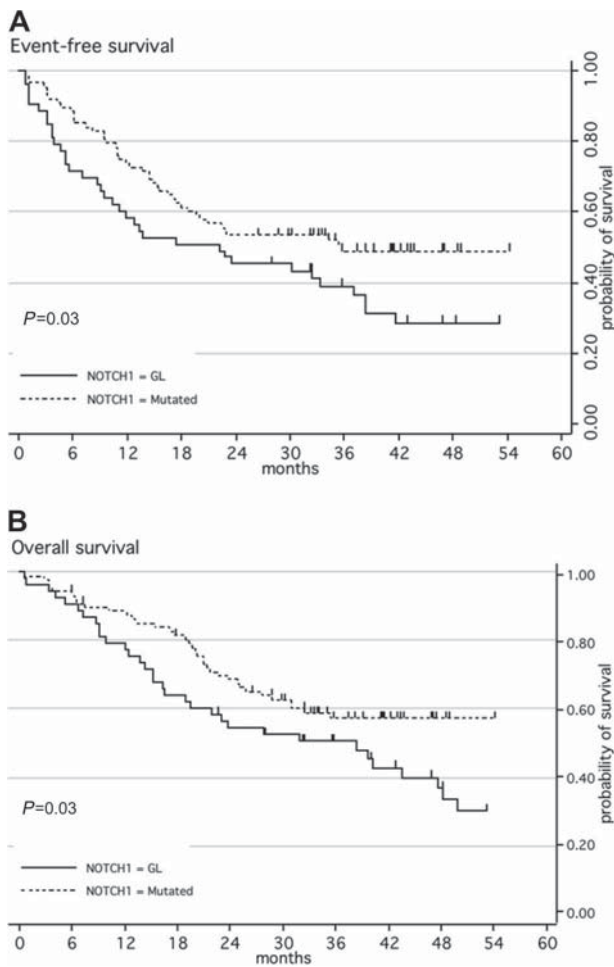 A
Event-free survival
1.00
0.80
0.60
0.40
0.20
0.00
probability of survival
P=0.03
NOTCH1 = GL
NOTCH1 = Mutated
0 6 12 18 24 30 36 42 48 54 60
months
B
Overall survival
1.00
0.80
0.60
0.40
0.20
0.00
probability of survival
P=0.03
NOTCH1 = GL
NOTCH1 = Mutated
0 6 12 18 24 30 36 42 48 54 60
months